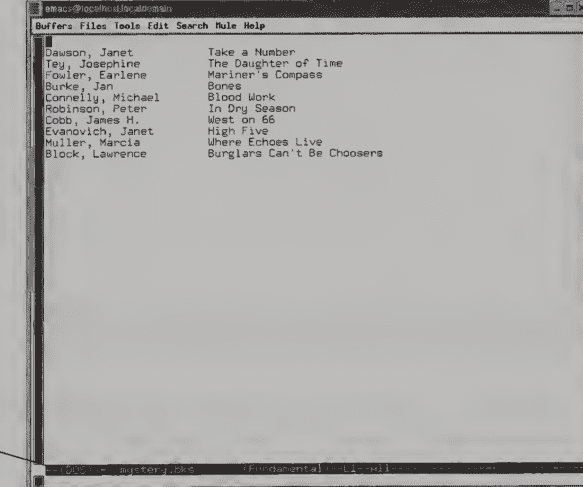 emacs@localhost.localdomain
Buffers Files Tools Edit Search Mule Help
Dawson, Janet Take a Number
Tey, Josephine The Daughter of Time
Fowler, Earlene Mariner's Compass
Burke, Jan Bones
Connelly, Michael Blood Work
Robinson, Peter In Dry Season
Cobb, James H. West on 66
Evanovich, Janet High Five
Muller, Marcia Where Echoes Live
Block, Lawrence Burglars Can't Be Choosers
mystery.bks (Fundamental)--L1--All